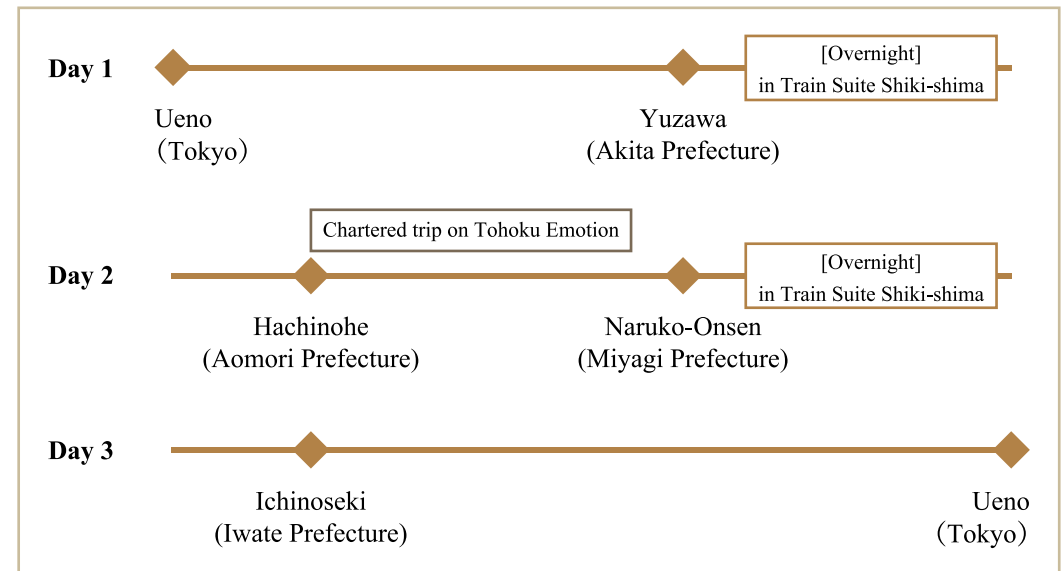 Day 1
[Overnight]
in Train Suite Shiki-shima
Ueno
（Tokyo）
Yuzawa
(Akita Prefecture)
Chartered trip on Tohoku Emotion
Day 2
[Overnight]
in Train Suite Shiki-shima
Hachinohe
(Aomori Prefecture)
Naruko-Onsen
(Miyagi Prefecture)
Day 3
Ichinoseki
(Iwate Prefecture)
Ueno
（Tokyo）